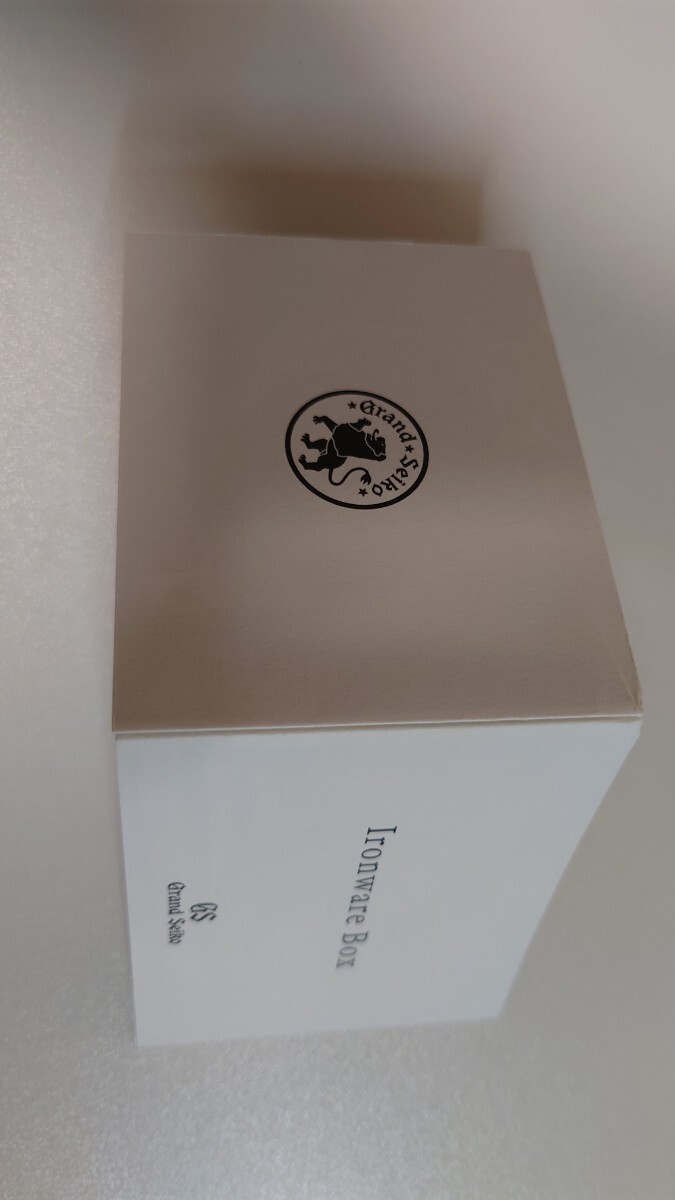 ★Grand★Seiko★
Ironware Box
GS
Grand Seiko